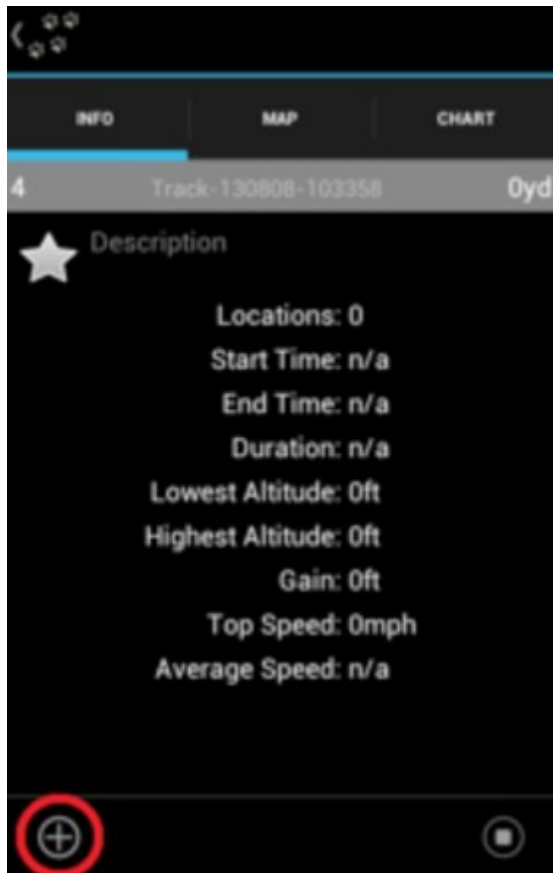 INFO MAP CHART
4 Track-130808-103358 0yd
Description
Locations: 0
Start Time: n/a
End Time: n/a
Duration: n/a
Lowest Altitude: 0ft
Highest Altitude: 0ft
Gain: 0ft
Top Speed: 0mph
Average Speed: n/a